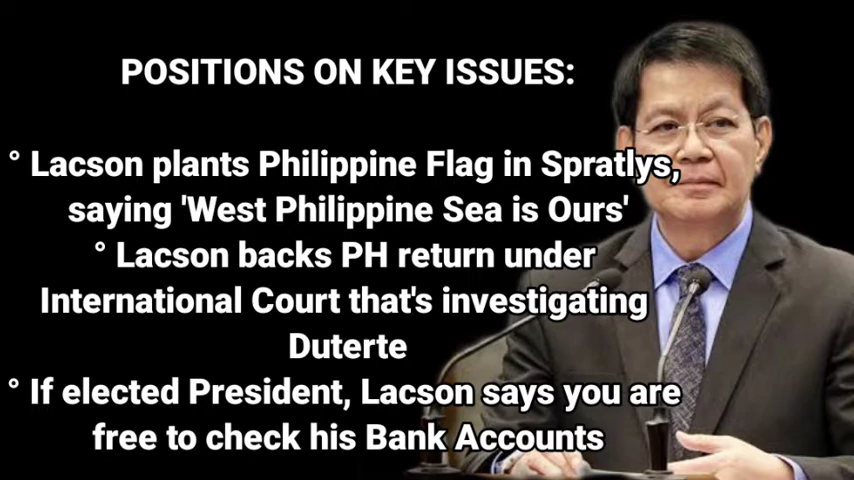 POSITIONS ON KEY ISSUES:
° Lacson plants Philippine Flag in Spratlys,
saying 'West Philippine Sea is Ours'
° Lacson backs PH return under
International Court that's investigating
Duterte
° If elected President, Lacson says you are
free to check his Bank Accounts